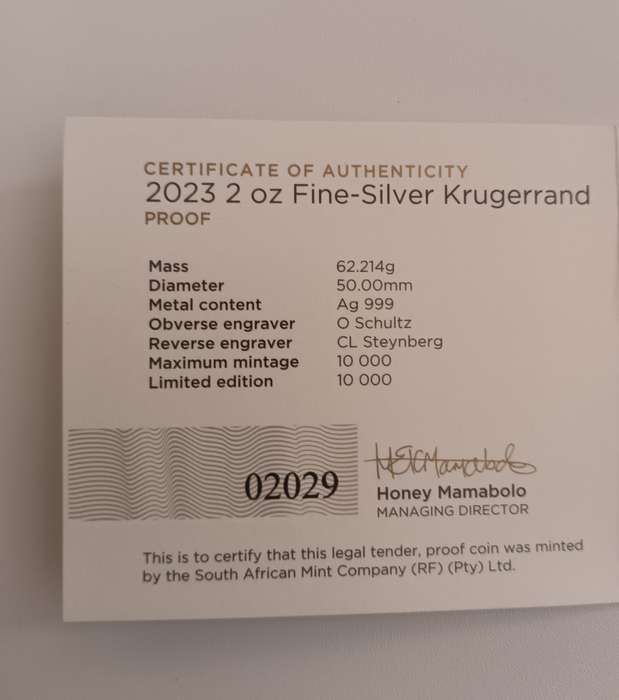 CERTIFICATE OF AUTHENTICITY
2023 2 oz Fine-Silver Krugerrand
PROOF
Mass 62.214g
Diameter 50.00mm
Metal content Ag 999
Obverse engraver O Schultz
Reverse engraver CL Steynberg
Maximum mintage 10 000
Limited edition 10 000
02029
Honey Mamabolo
MANAGING DIRECTOR
This is to certify that this legal tender, proof coin was minted
by the South African Mint Company (RF) (Pty) Ltd.